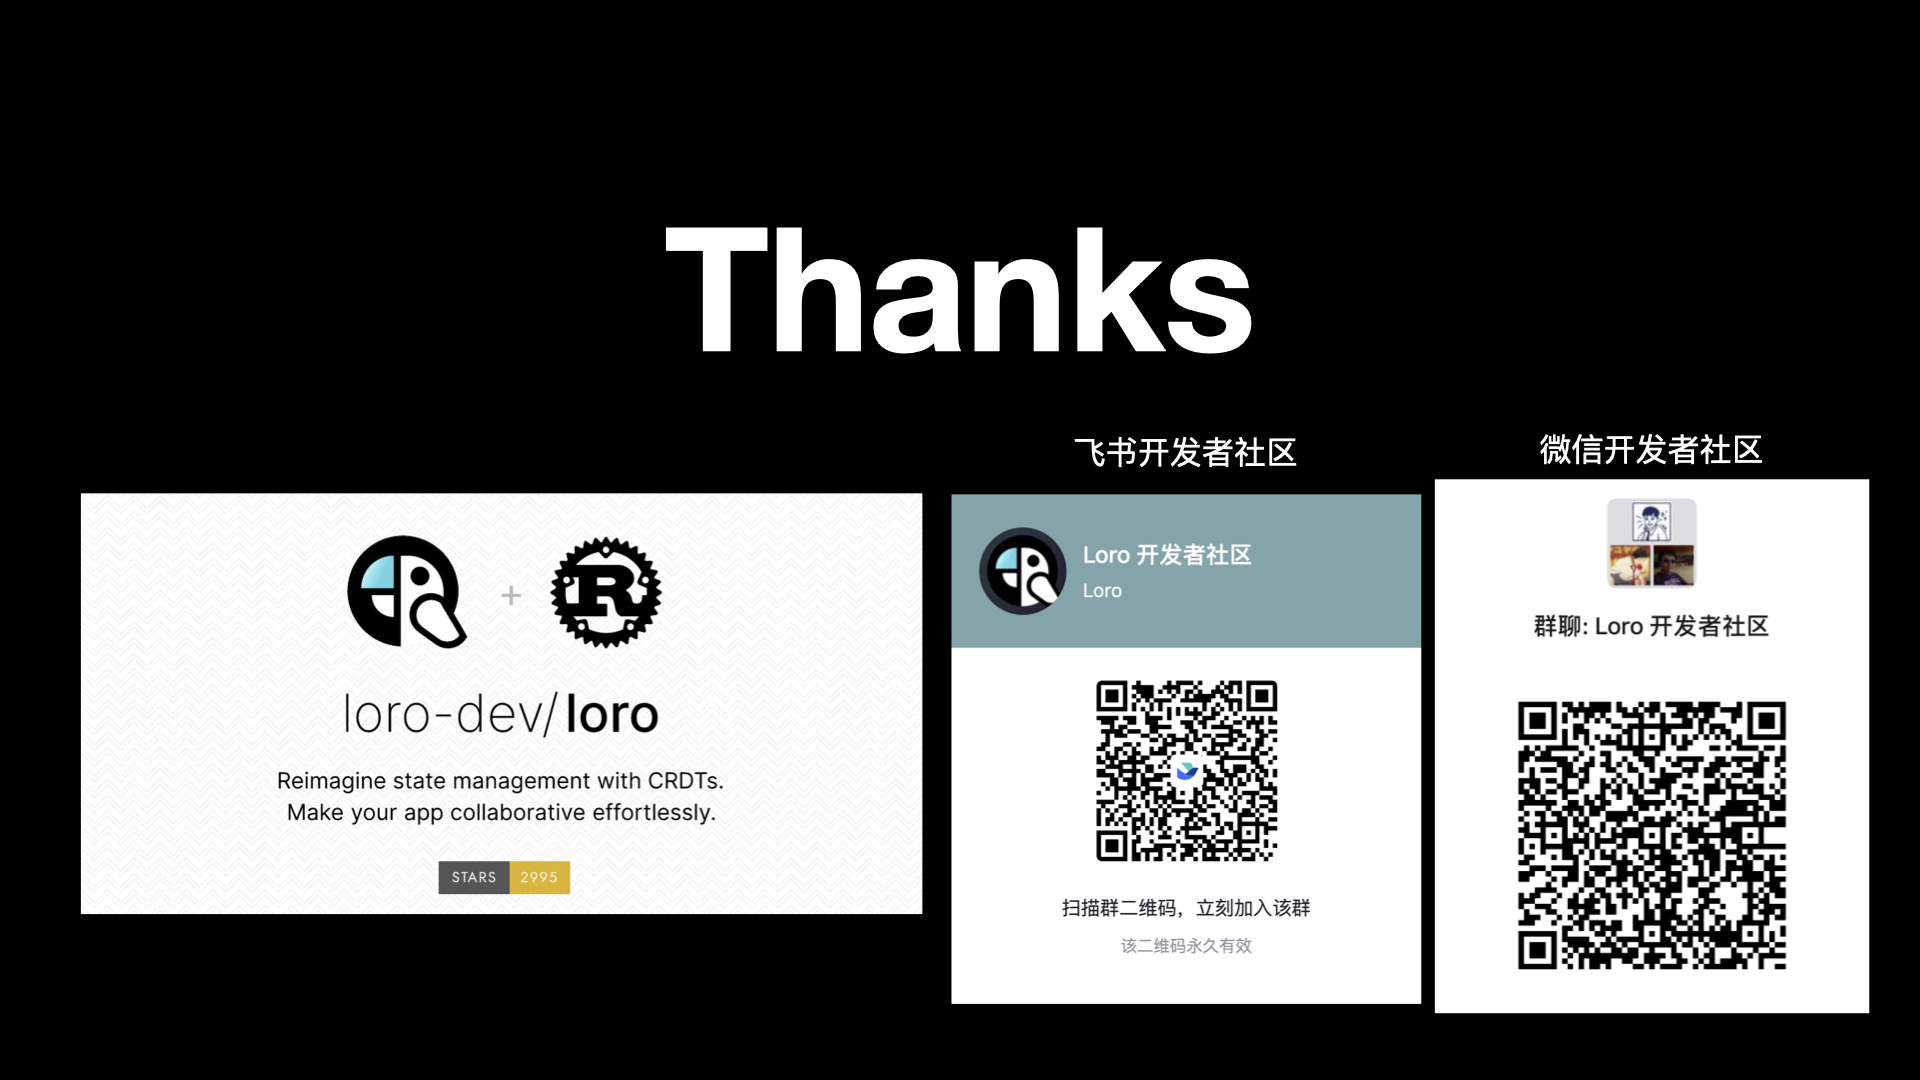 Thanks
飞书开发者社区
微信开发者社区
+
R
loro-dev/loro
Reimagine state management with CRDTs.
Make your app collaborative effortlessly.
STARS 2995
Loro 开发者社区
Loro
扫描群二维码，立刻加入该群
该二维码永久有效
群聊: Loro 开发者社区